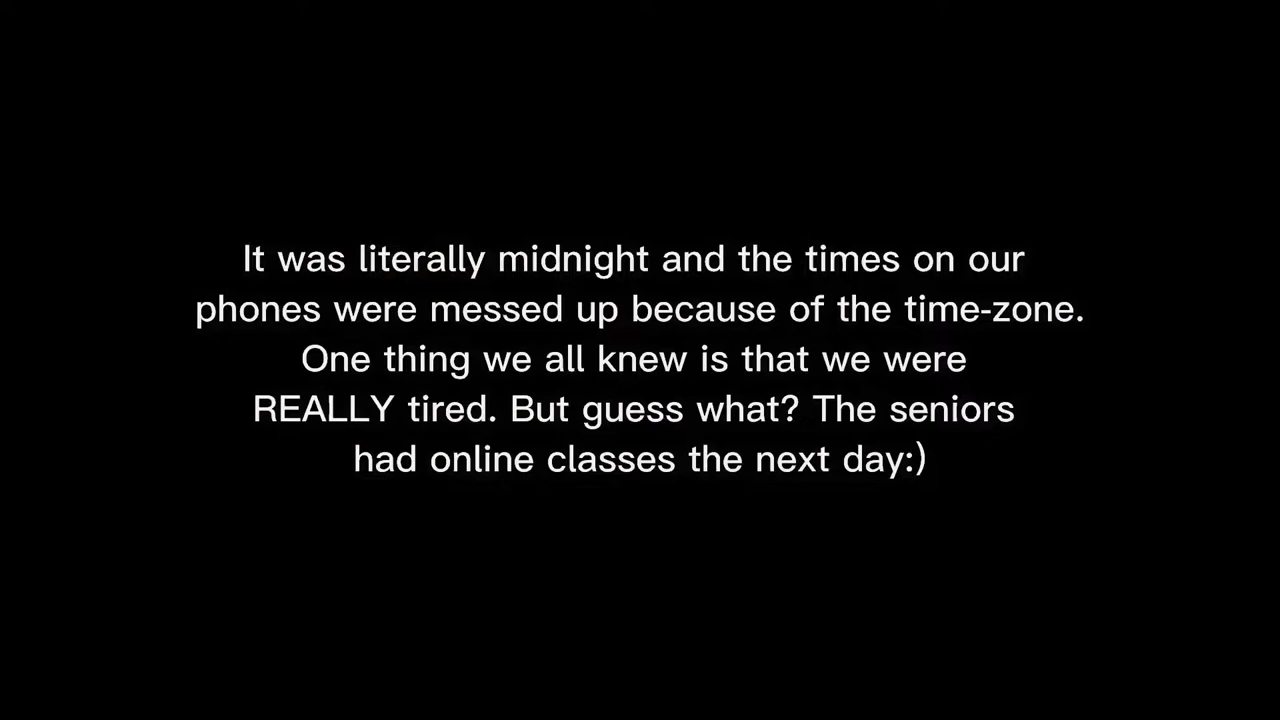 It was literally midnight and the times on our
phones were messed up because of the time-zone.
One thing we all knew is that we were
REALLY tired. But guess what? The seniors
had online classes the next day:)